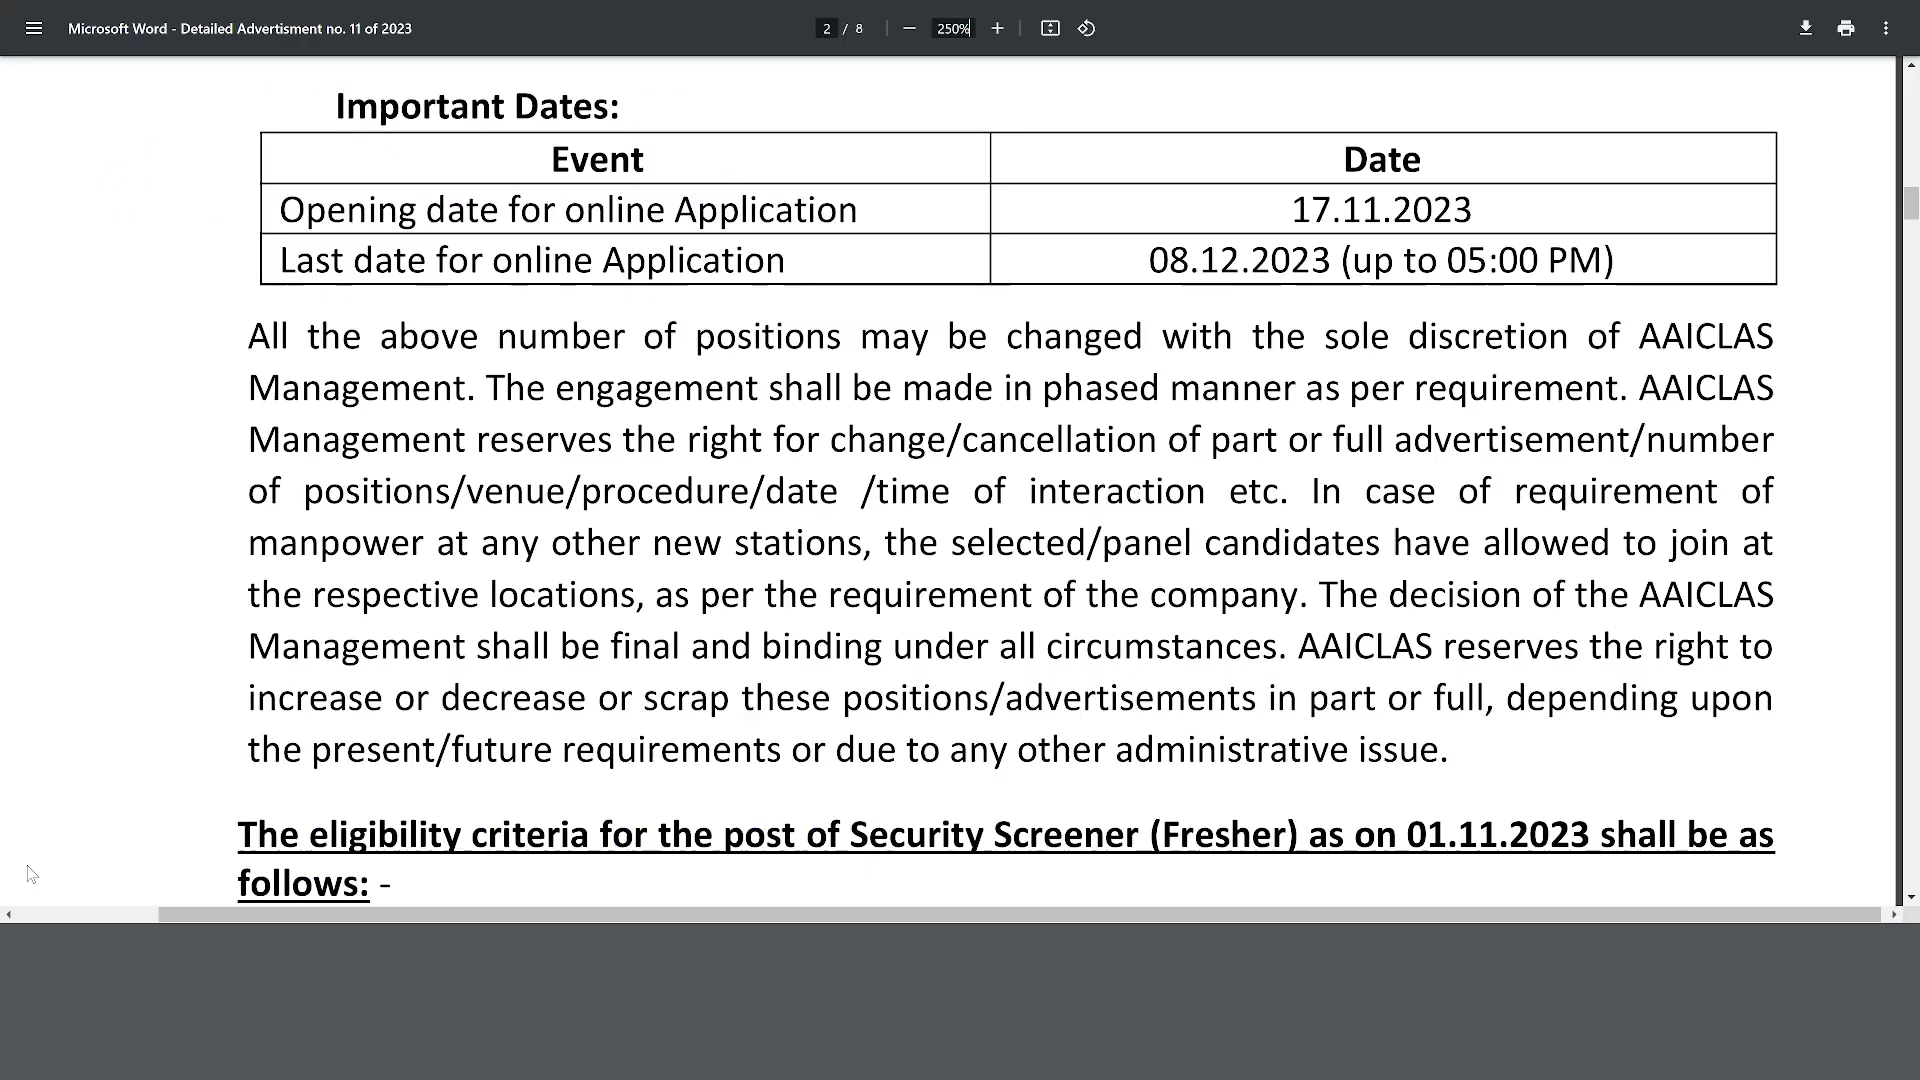 Microsoft Word - Detailed Advertisment no. 11 of 2023
2 / 8
250%
Important Dates:
Event Date
Opening date for online Application 17.11.2023
Last date for online Application 08.12.2023 (up to 05:00 PM)
All the above number of positions may be changed with the sole discretion of AAICLAS
Management. The engagement shall be made in phased manner as per requirement. AAICLAS
Management reserves the right for change/cancellation of part or full advertisement/number
of positions/venue/procedure/date /time of interaction etc. In case of requirement of
manpower at any other new stations, the selected/panel candidates have allowed to join at
the respective locations, as per the requirement of the company. The decision of the AAICLAS
Management shall be final and binding under all circumstances. AAICLAS reserves the right to
increase or decrease or scrap these positions/advertisements in part or full, depending upon
the present/future requirements or due to any other administrative issue.
The eligibility criteria for the post of Security Screener (Fresher) as on 01.11.2023 shall be as
follows: -